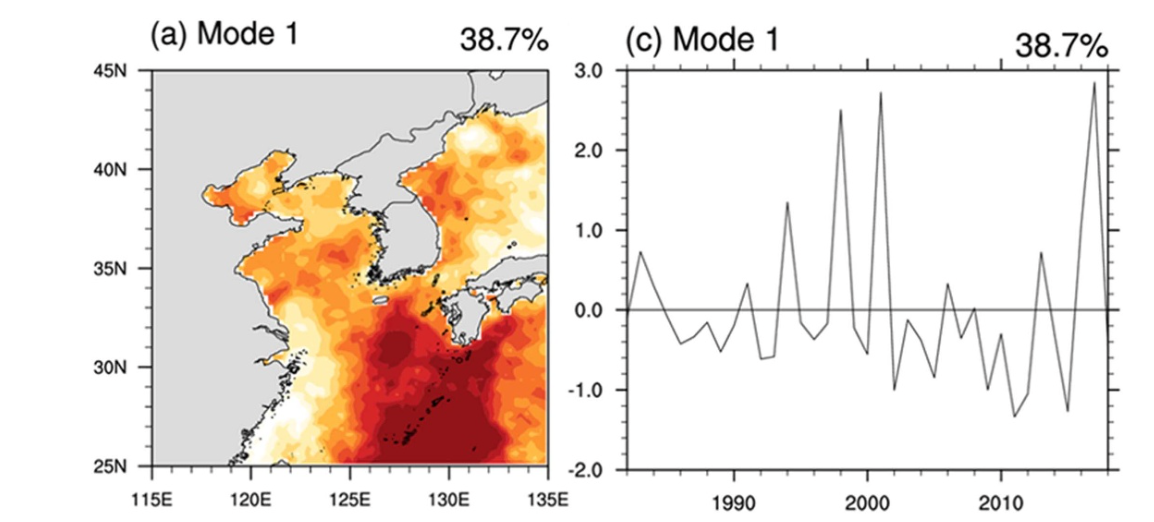 (a) Mode 1 38.7%
45N
40N
35N
30N
25N
115E 120E 125E 130E 135E
(c) Mode 1 38.7%
3.0
2.0
1.0
0.0
-1.0
-2.0
1990 2000 2010